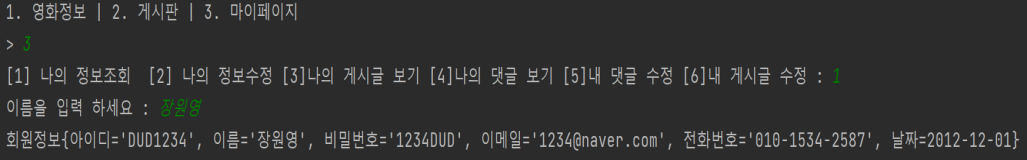 1. 영화정보 | 2. 게시판 | 3. 마이페이지
> 3
[1] 나의 정보조회  [2] 나의 정보수정 [3]나의 게시글 보기 [4]나의 댓글 보기 [5]내 댓글 수정 [6]내 게시글 수정 : 1
이름을 입력 하세요 : 장원영
회원정보{아이디='DUD1234', 이름='장원영', 비밀번호='1234DUD', 이메일='1234@naver.com', 전화번호='010-1534-2587', 날짜=2012-12-01}